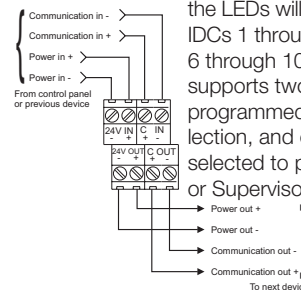 Communication in -
Communication in +
Power in +
Power in -
From control panel
or previous device
24V IN C IN
- + + -
24V OUT C OUT
- + + -
Power out +
Power out -
Communication out -
Communication out +
To next devic
the LEDs will
IDCs 1 throu
6 through 10
supports two
programmed
lection, and
selected to p
or Superviso